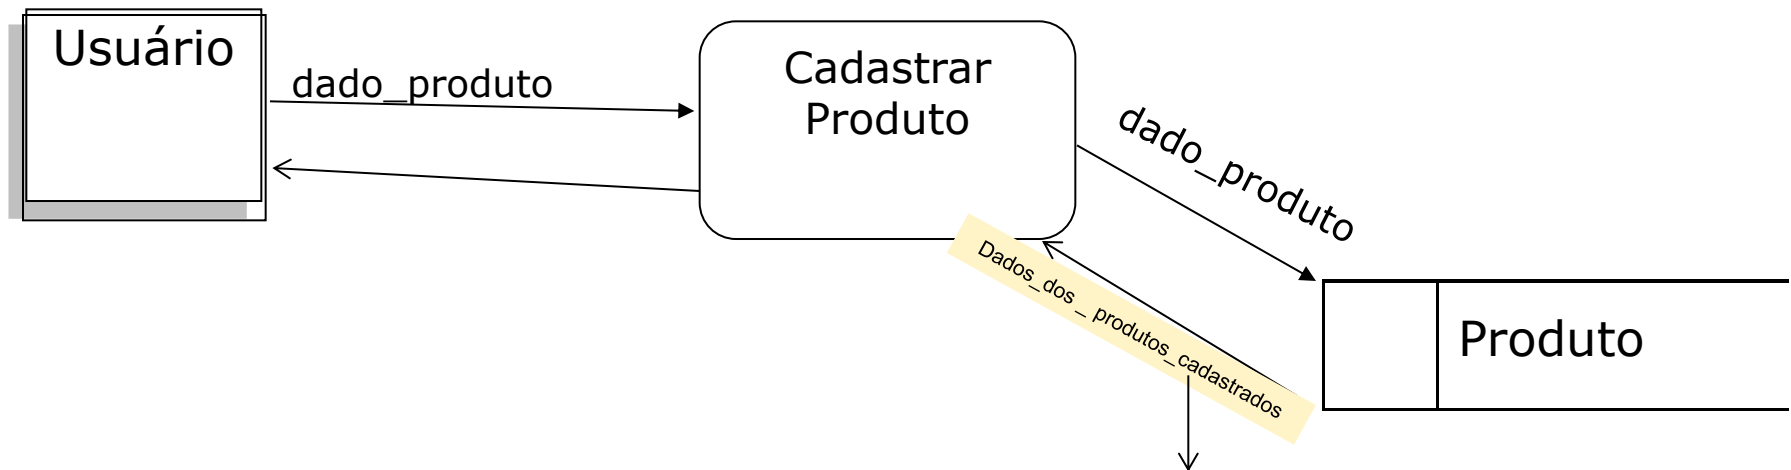 Usuário
dado_produto
Cadastrar
Produto
dado_produto
Dados_dos _ produtos_cadastrados
Produto